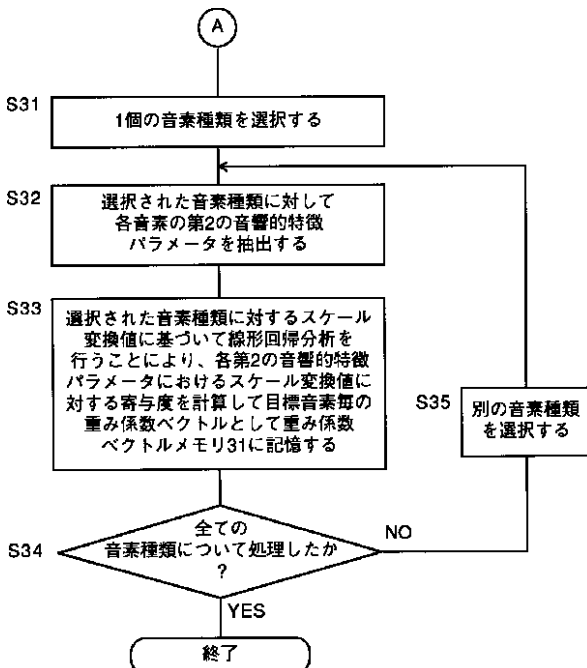 A
S31
1個の音素種類を選択する
S32
選択された音素種類に対して
各音素の第2の音響的特徴
パラメータを抽出する
S33
選択された音素種類に対するスケール
変換値に基づいて線形回帰分析を
行うことにより、各第2の音響的特徴
パラメータにおけるスケール変換値に
対する寄与度を計算して目標音素毎の
重み係数ベクトルとして重み係数
ベクトルメモリ31に記憶する
S35
別の音素種類
を選択する
S34
全ての
音素種類について処理したか
?
NO
YES
終了